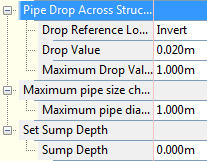 Pipe Drop Across Struc...
Drop Reference Lo... Invert
Drop Value 0.020m
Maximum Drop Val... 1.000m
Maximum pipe size ch...
Maximum pipe dia... 1.000m
Set Sump Depth
Sump Depth 0.000m